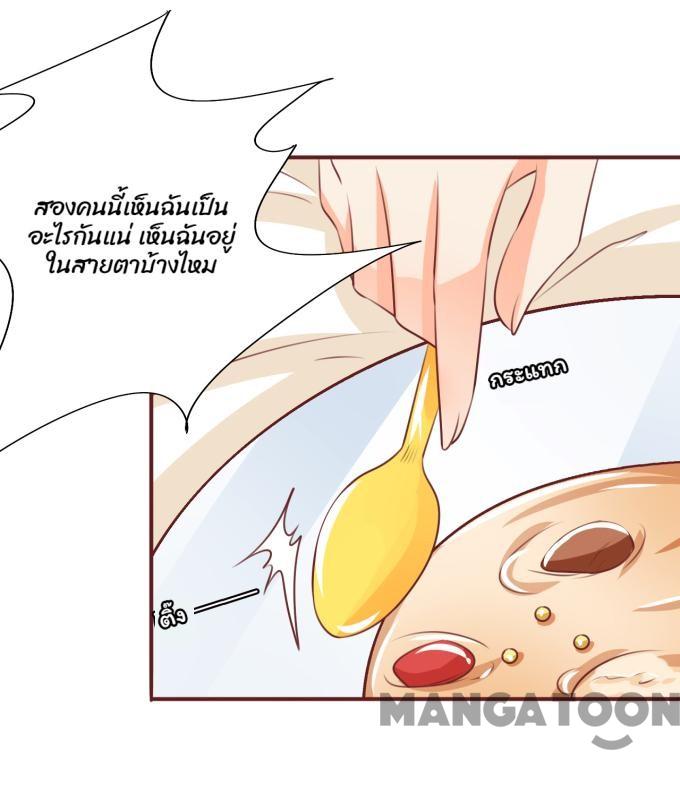 สองคนนี้เห็นฉันเป็น
อะไรกันแน่ เห็นฉันอยู่
ในสายตาบ้างไหม
กระแทก
ติ๊ง
MANGATOON